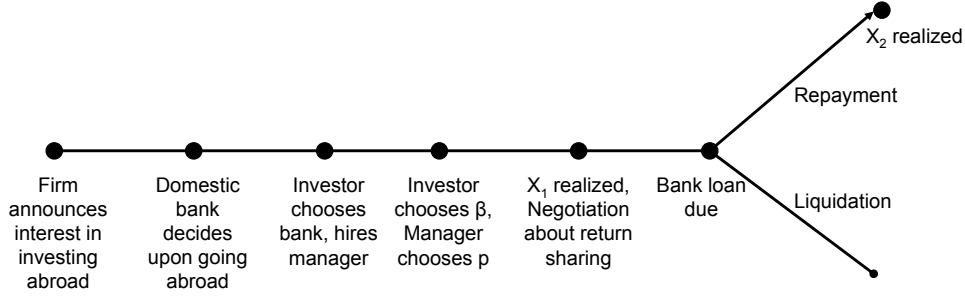 X₂ realized
Repayment
Liquidation
Firm
announces
interest in
investing
abroad
Domestic
bank
decides
upon going
abroad
Investor
chooses
bank, hires
manager
Investor
chooses β,
Manager
chooses p
X₁ realized,
Negotiation
about return
sharing
Bank loan
due